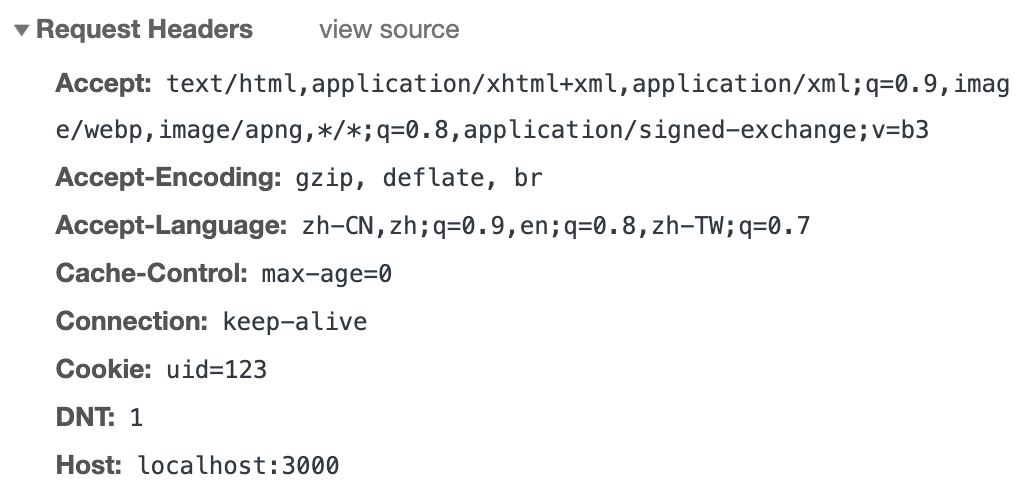 ▼ Request Headers view source
Accept: text/html,application/xhtml+xml,application/xml;q=0.9,imag
e/webp,image/apng,*/*;q=0.8,application/signed-exchange;v=b3
Accept-Encoding: gzip, deflate, br
Accept-Language: zh-CN,zh;q=0.9,en;q=0.8,zh-TW;q=0.7
Cache-Control: max-age=0
Connection: keep-alive
Cookie: uid=123
DNT: 1
Host: localhost:3000